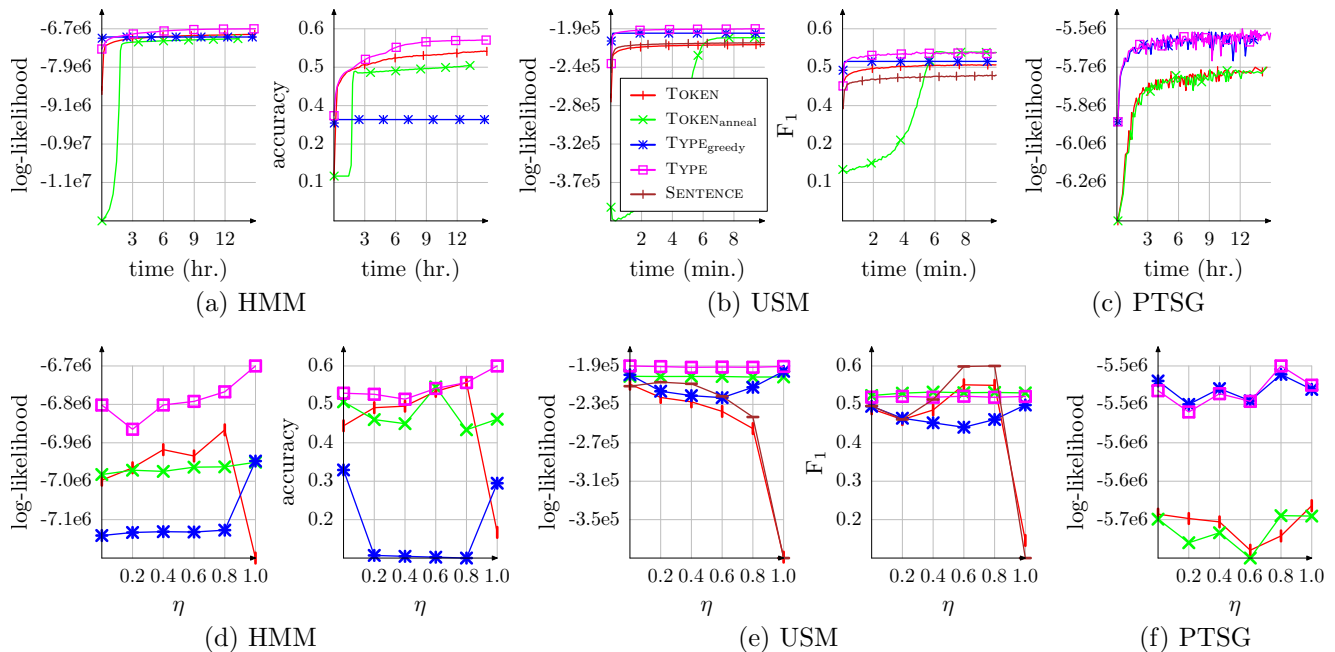 -6.7e6
-7.9e6
-9.1e6
-0.9e7
-1.1e7
log-likelihood
3 6 9 12
time (hr.)
0.6
0.5
0.4
0.2
0.1
accuracy
3 6 9 12
time (hr.)
(a) HMM
-1.9e5
-2.4e5
-2.8e5
-3.2e5
-3.7e5
log-likelihood
2 4 6 8
time (min.)
TOKEN
TOKENanneal
TYPEgreedy
TYPE
SENTENCE
0.6
0.5
0.4
0.2
0.1
F1
2 4 6 8
time (min.)
(b) USM
-5.5e6
-5.7e6
-5.8e6
-6.0e6
-6.2e6
log-likelihood
3 6 9 12
time (hr.)
(c) PTSG
-6.7e6
-6.8e6
-6.9e6
-7.0e6
-7.1e6
log-likelihood
0.2 0.4 0.6 0.8 1.0
η
0.6
0.5
0.4
0.3
0.2
accuracy
0.2 0.4 0.6 0.8 1.0
η
(d) HMM
-1.9e5
-2.3e5
-2.7e5
-3.1e5
-3.5e5
log-likelihood
0.2 0.4 0.6 0.8 1.0
η
0.6
0.5
0.4
0.3
0.2
F1
0.2 0.4 0.6 0.8 1.0
η
(e) USM
-5.5e6
-5.5e6
-5.6e6
-5.6e6
-5.7e6
log-likelihood
0.2 0.4 0.6 0.8 1.0
η
(f) PTSG